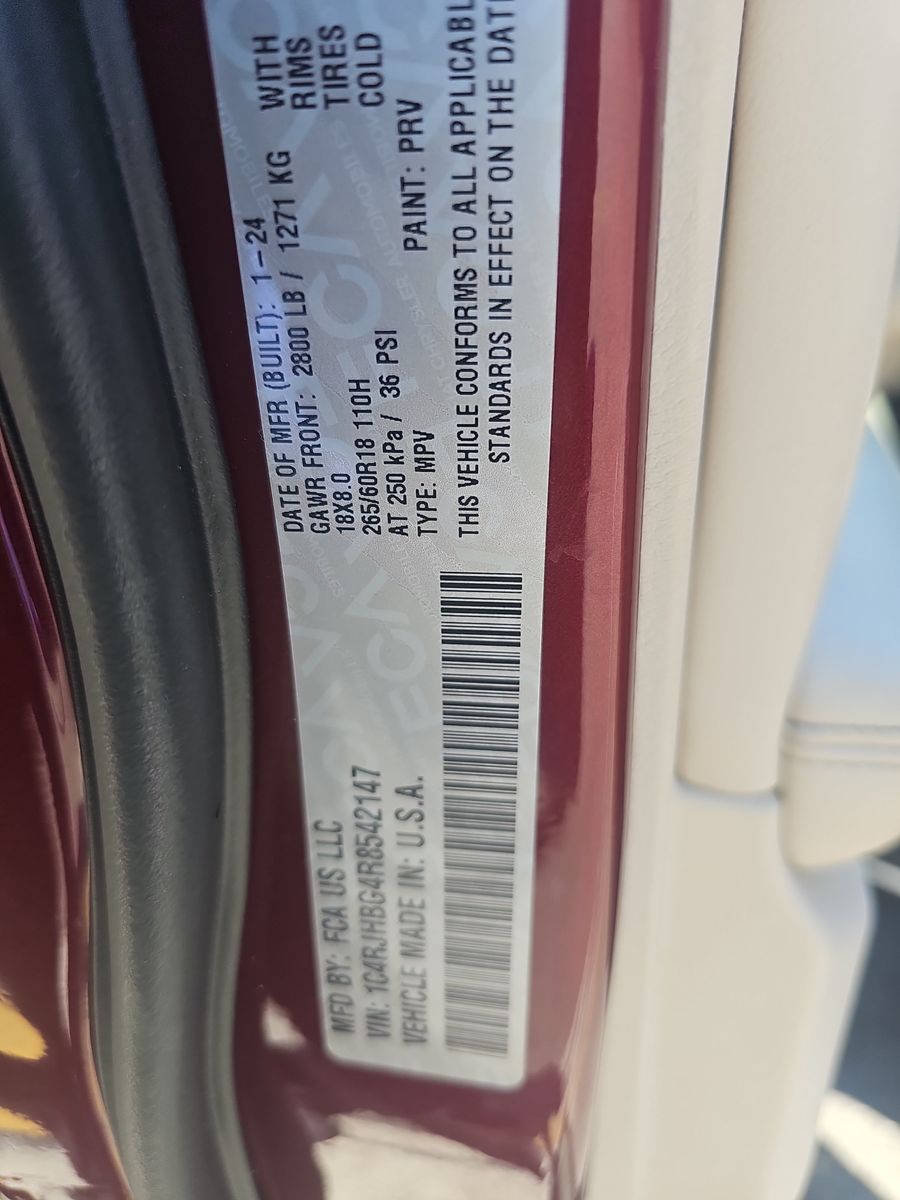 MFD BY: FCA US LLC
VIN: 1C4RJHBG4R8542147
VEHICLE MADE IN: U.S.A.
DATE OF MFR (BUILT): 1-24
GAWR FRONT: 2800 LB / 1271 KG WITH
18X8.0 RIMS
265/60R18 110H TIRES
AT 250 kPa / 36 PSI COLD
TYPE: MPV PAINT: PRV
THIS VEHICLE CONFORMS TO ALL APPLICABL
STANDARDS IN EFFECT ON THE DAT